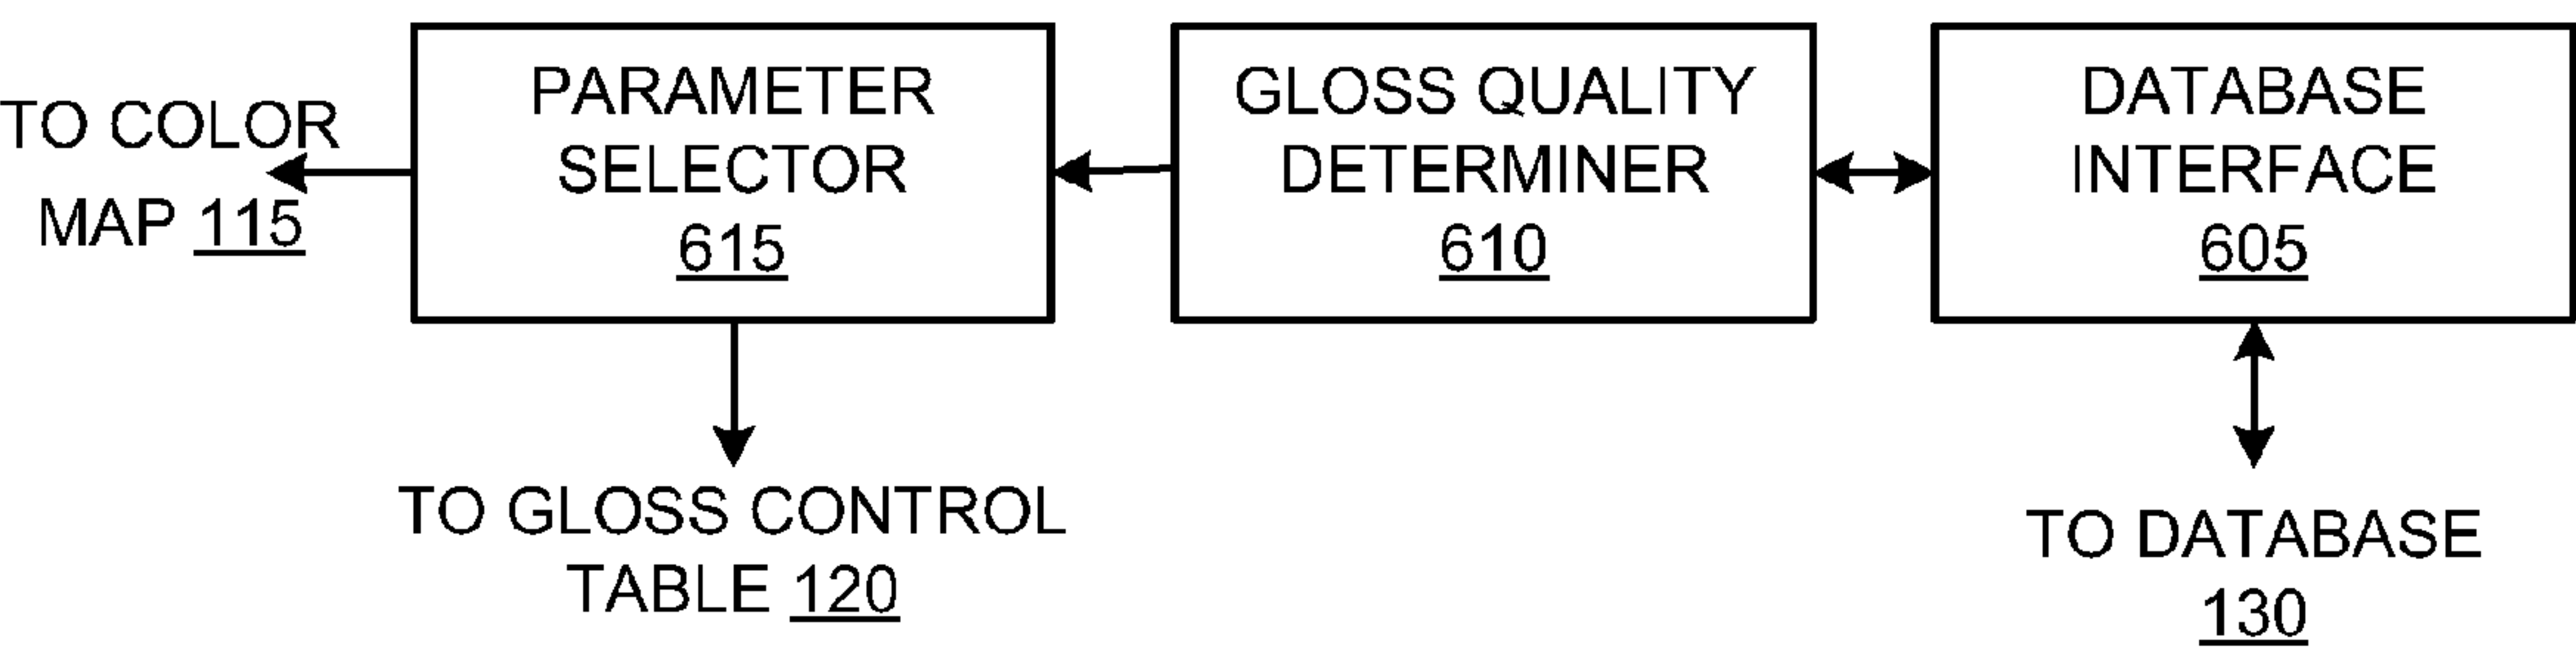 TO COLOR
MAP 115
PARAMETER
SELECTOR
615
GLOSS QUALITY
DETERMINER
610
DATABASE
INTERFACE
605
TO GLOSS CONTROL
TABLE 120
TO DATABASE
130